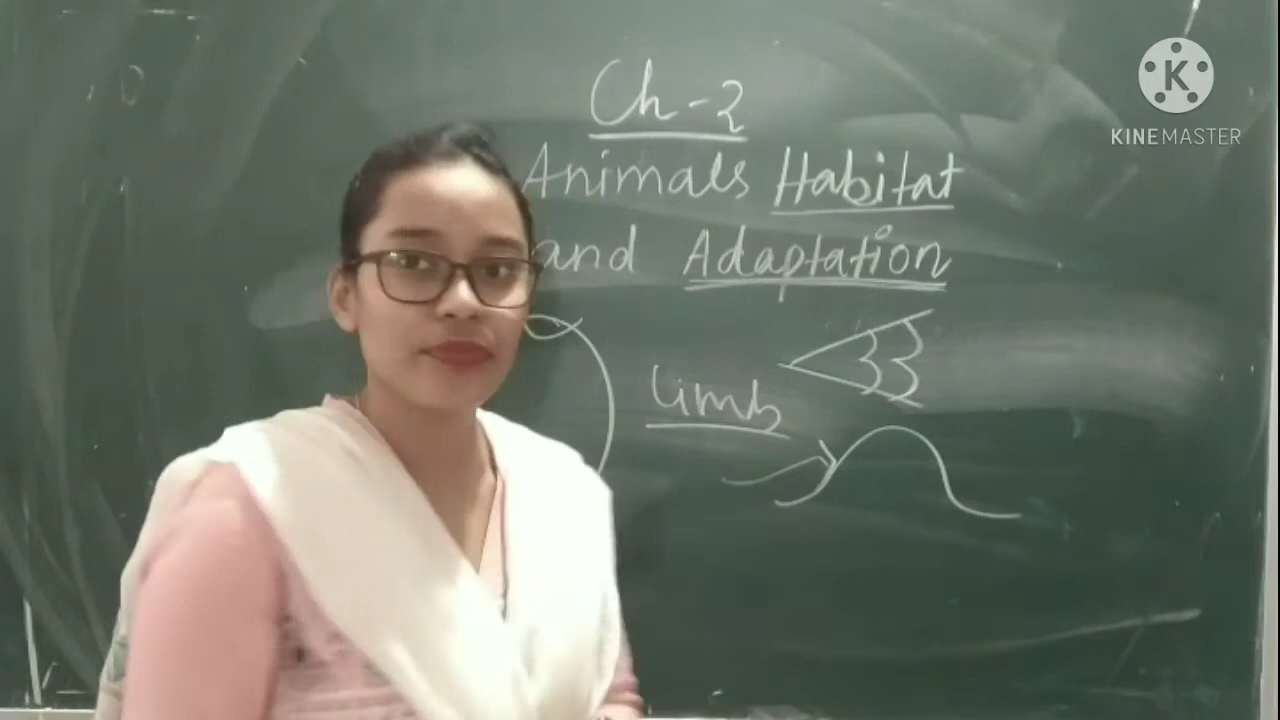 Ch-2
Animals Habitat
and Adaptation
Limb
K
KINEMASTER